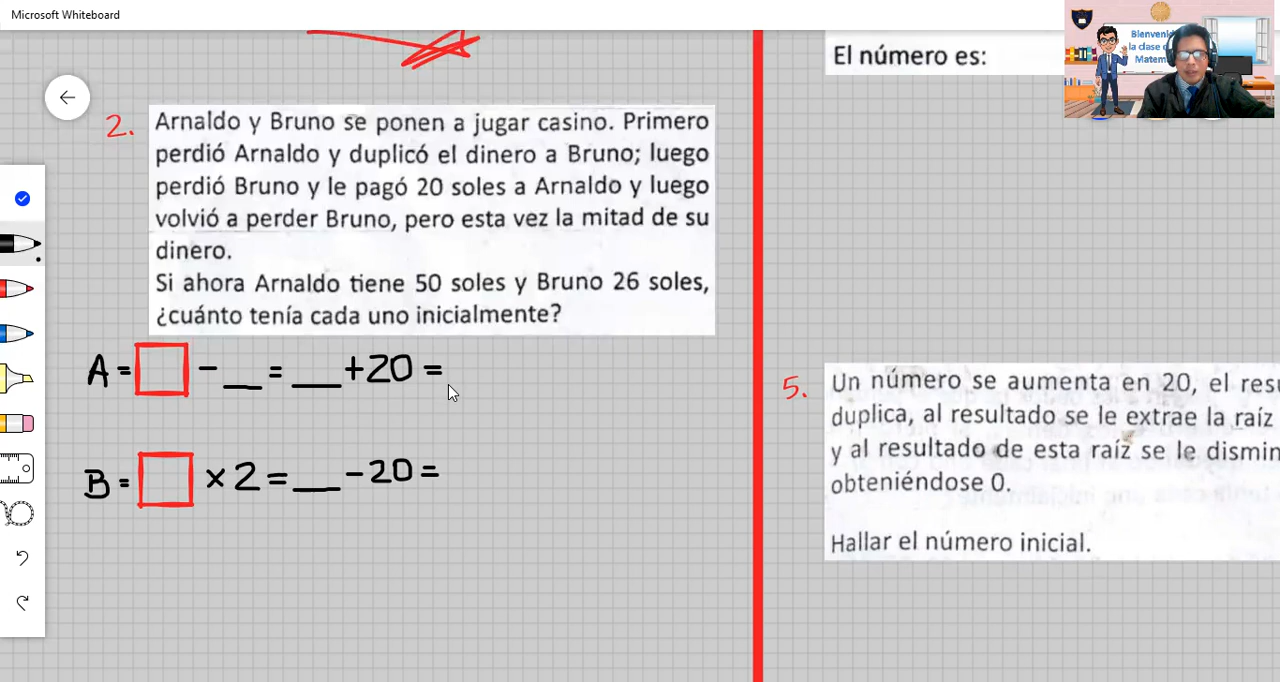 Microsoft Whiteboard
2.
Arnaldo y Bruno se ponen a jugar casino. Primero
perdió Arnaldo y duplicó el dinero a Bruno; luego
perdió Bruno y le pagó 20 soles a Arnaldo y luego
volvió a perder Bruno, pero esta vez la mitad de su
dinero.
Si ahora Arnaldo tiene 50 soles y Bruno 26 soles,
¿cuánto tenía cada uno inicialmente?
A = □ - __ = __ +20 =
B = □ × 2 = __ -20 =
El número es:
Bienvenid
la clase d
Matem
5.
Un número se aumenta en 20, el resu
duplica, al resultado se le extrae la raíz
y al resultado de esta raíz se le dismin
obteniéndose 0.
Hallar el número inicial.